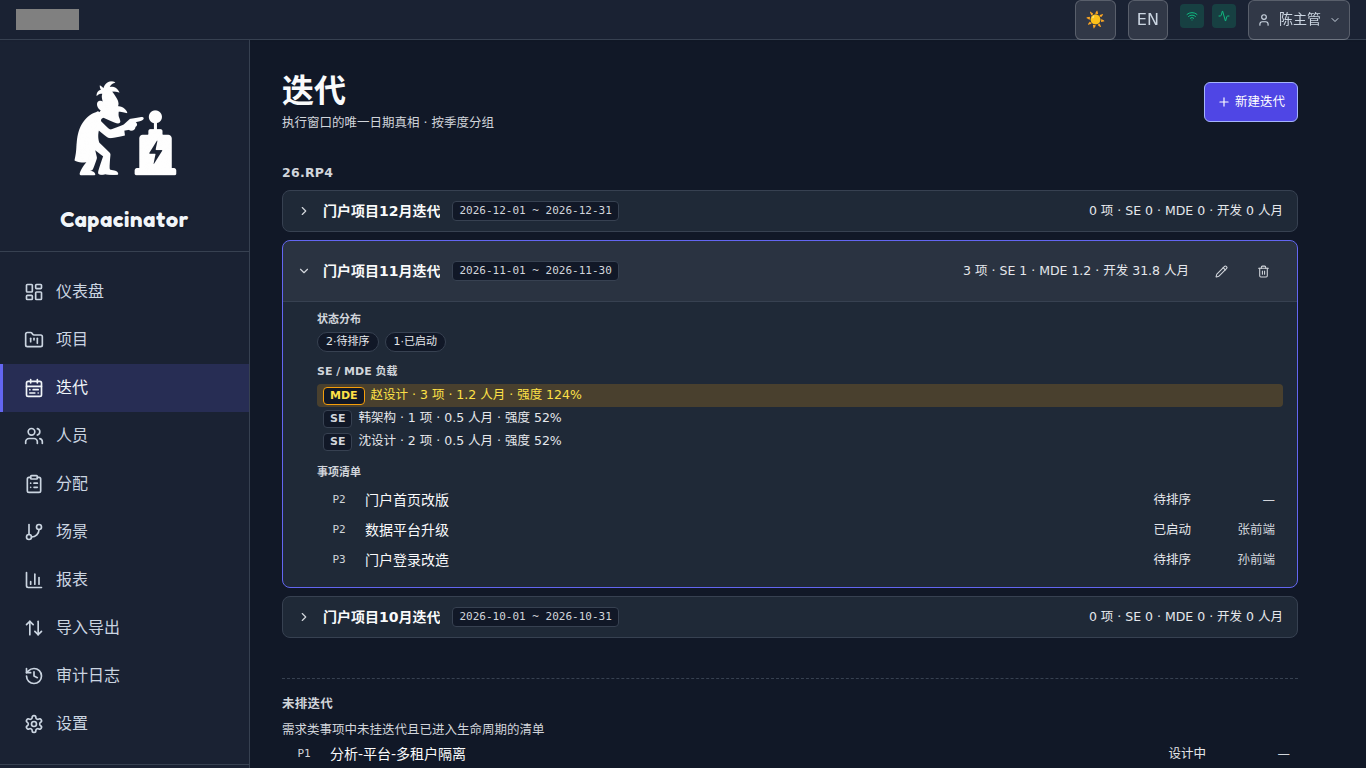 EN
陈主管
Capacinator
仪表盘
项目
迭代
人员
分配
场景
报表
导入导出
审计日志
设置
迭代
执行窗口的唯一日期真相 · 按季度分组
新建迭代
26.RP4
门户项目12月迭代 2026-12-01 ~ 2026-12-31 0 项 · SE 0 · MDE 0 · 开发 0 人月
门户项目11月迭代 2026-11-01 ~ 2026-11-30 3 项 · SE 1 · MDE 1.2 · 开发 31.8 人月
状态分布
2·待排序 1·已启动
SE / MDE 负载
MDE 赵设计 · 3 项 · 1.2 人月 · 强度 124%
SE 韩架构 · 1 项 · 0.5 人月 · 强度 52%
SE 沈设计 · 2 项 · 0.5 人月 · 强度 52%
事项清单
P2 门户首页改版 待排序 —
P2 数据平台升级 已启动 张前端
P3 门户登录改造 待排序 孙前端
门户项目10月迭代 2026-10-01 ~ 2026-10-31 0 项 · SE 0 · MDE 0 · 开发 0 人月
未排迭代
需求类事项中未挂迭代且已进入生命周期的清单
P1 分析-平台-多租户隔离 设计中 —